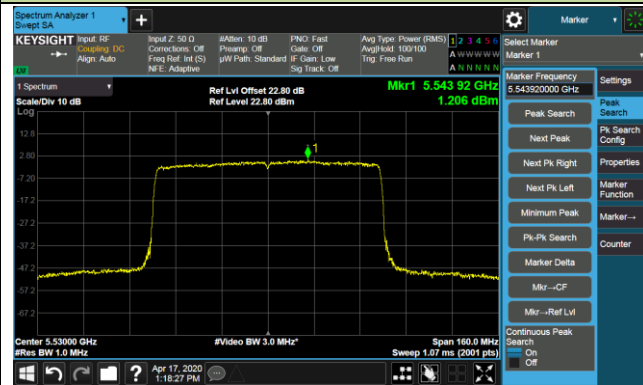 Spectrum Analyzer 1
Swept SA
Marker
KEYSIGHT
Input: RF
Coupling: DC
Align: Auto
Input Z: 50 Ω
Corrections: Off
Freq Ref: Int (S)
NFE: Adaptive
#Atten: 10 dB
Preamp: Off
µW Path: Standard
PNO: Fast
Gate: Off
IF Gain: Low
Sig Track: Off
Avg Type: Power (RMS)
Avg|Hold: 100/100
Trig: Free Run
1 2 3 4 5 6
A W W W W W
A N N N N N
Select Marker
Marker 1
LXI
1 Spectrum
Scale/Div 10 dB
Log
Ref Lvl Offset 22.80 dB
Ref Level 22.80 dBm
Mkr1 5.543 92 GHz
1.206 dBm
12.8
2.80
-7.20
-17.2
-27.2
-37.2
-47.2
-57.2
-67.2
1
Center 5.53000 GHz
#Res BW 1.0 MHz
#Video BW 3.0 MHz*
Span 160.0 MHz
Sweep 1.07 ms (2001 pts)
Marker Frequency
5.543920000 GHz
Peak Search
Next Peak
Next Pk Right
Next Pk Left
Minimum Peak
Pk-Pk Search
Marker Delta
Mkr→CF
Mkr→Ref Lvl
Continuous Peak
Search
On
Off
Settings
Peak
Search
Pk Search
Config
Properties
Marker
Function
Marker→
Counter
Apr 17, 2020
1:18:27 PM